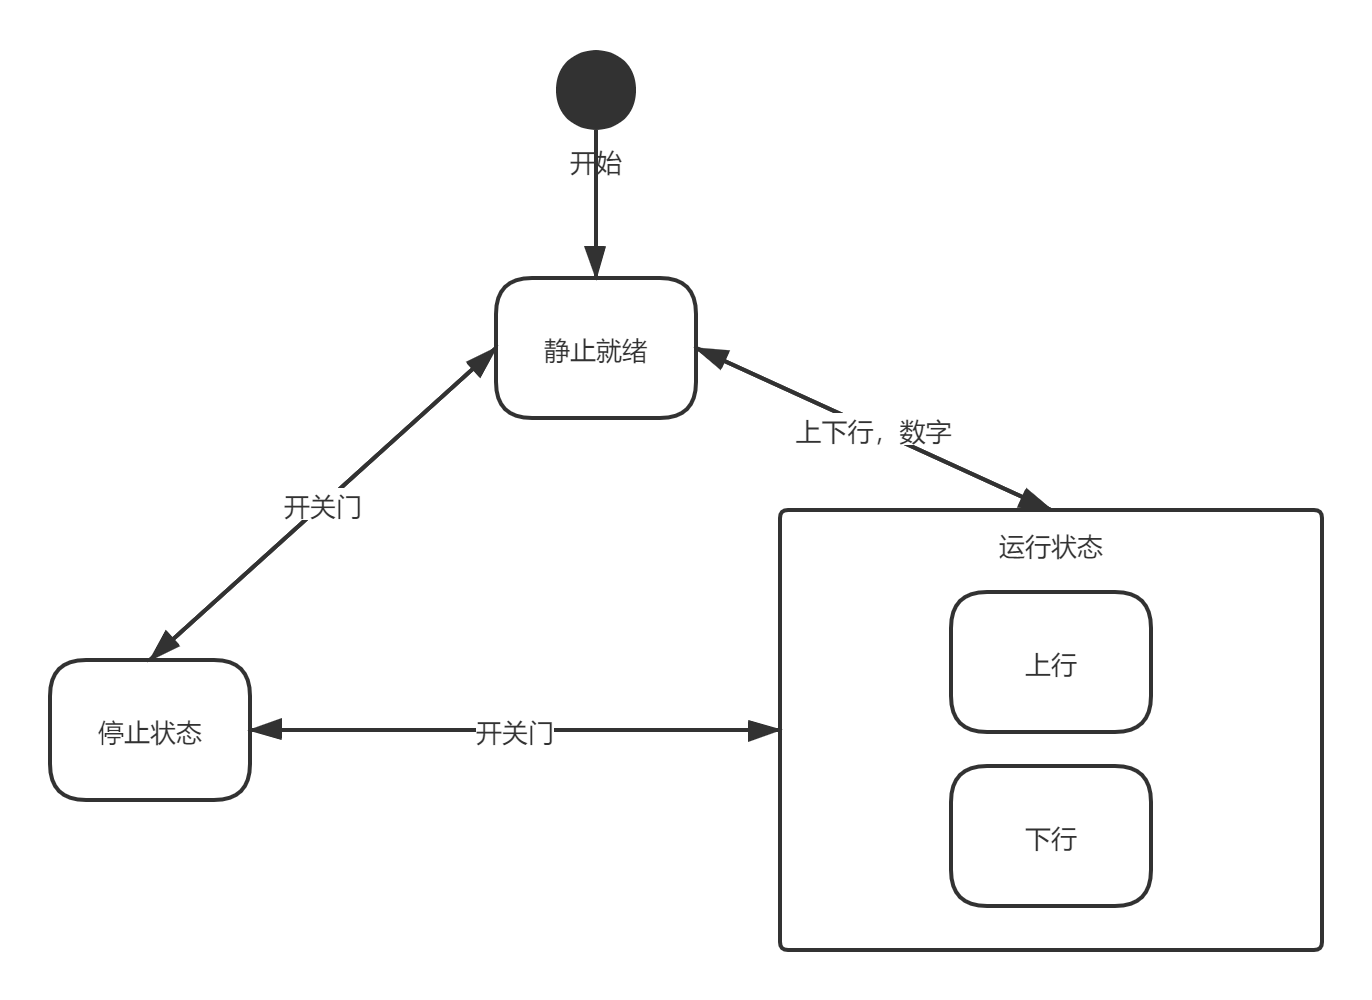 开始
静止就绪
上下行，数字
开关门
运行状态
上行
停止状态
开关门
下行